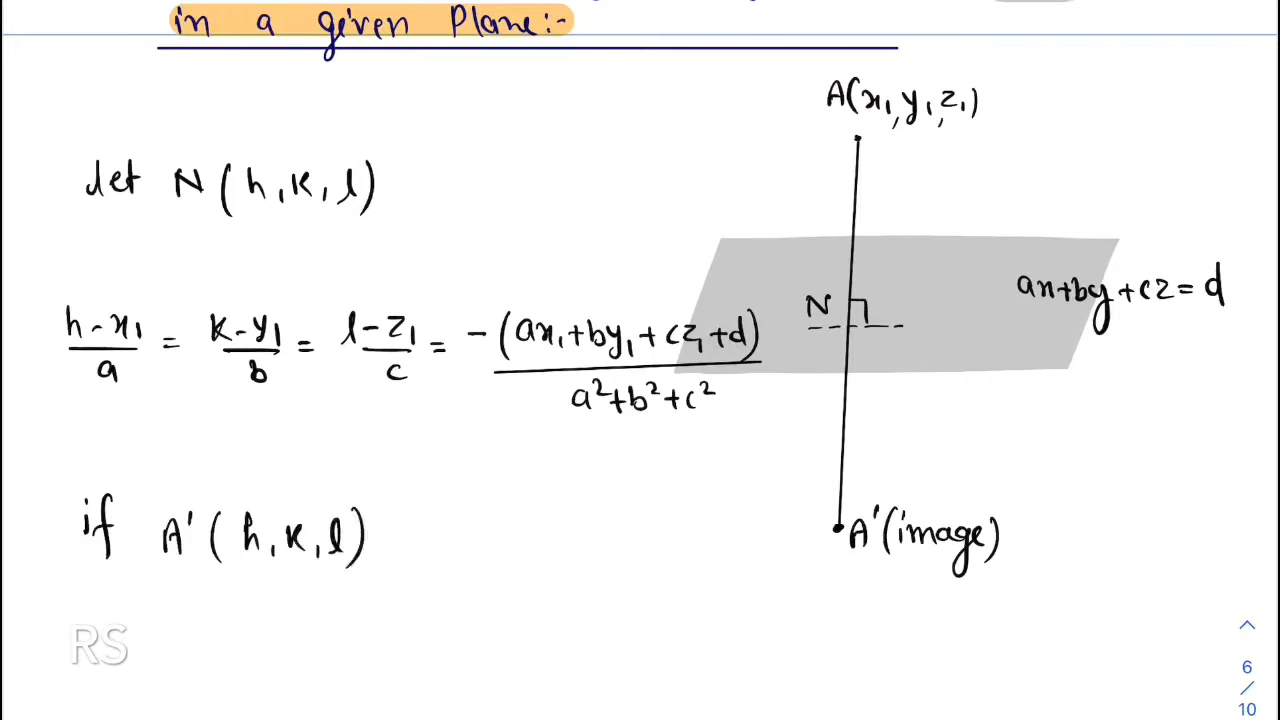 in a given Plane:-
A(x₁, y₁, z₁)
let N(h, k, l)
ax+by+cz=d
N
(h-x₁)/a = (k-y₁)/b = (l-z₁)/c = -(ax₁+by₁+cz₁+d)/(a²+b²+c²)
if A'(h, k, l)
A'(image)
RS
6
/
10